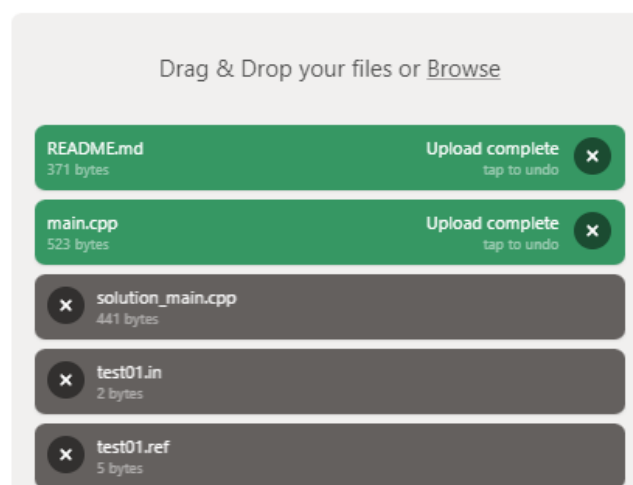 Drag & Drop your files or Browse
README.md
371 bytes
Upload complete
tap to undo
main.cpp
523 bytes
Upload complete
tap to undo
solution_main.cpp
441 bytes
test01.in
2 bytes
test01.ref
5 bytes